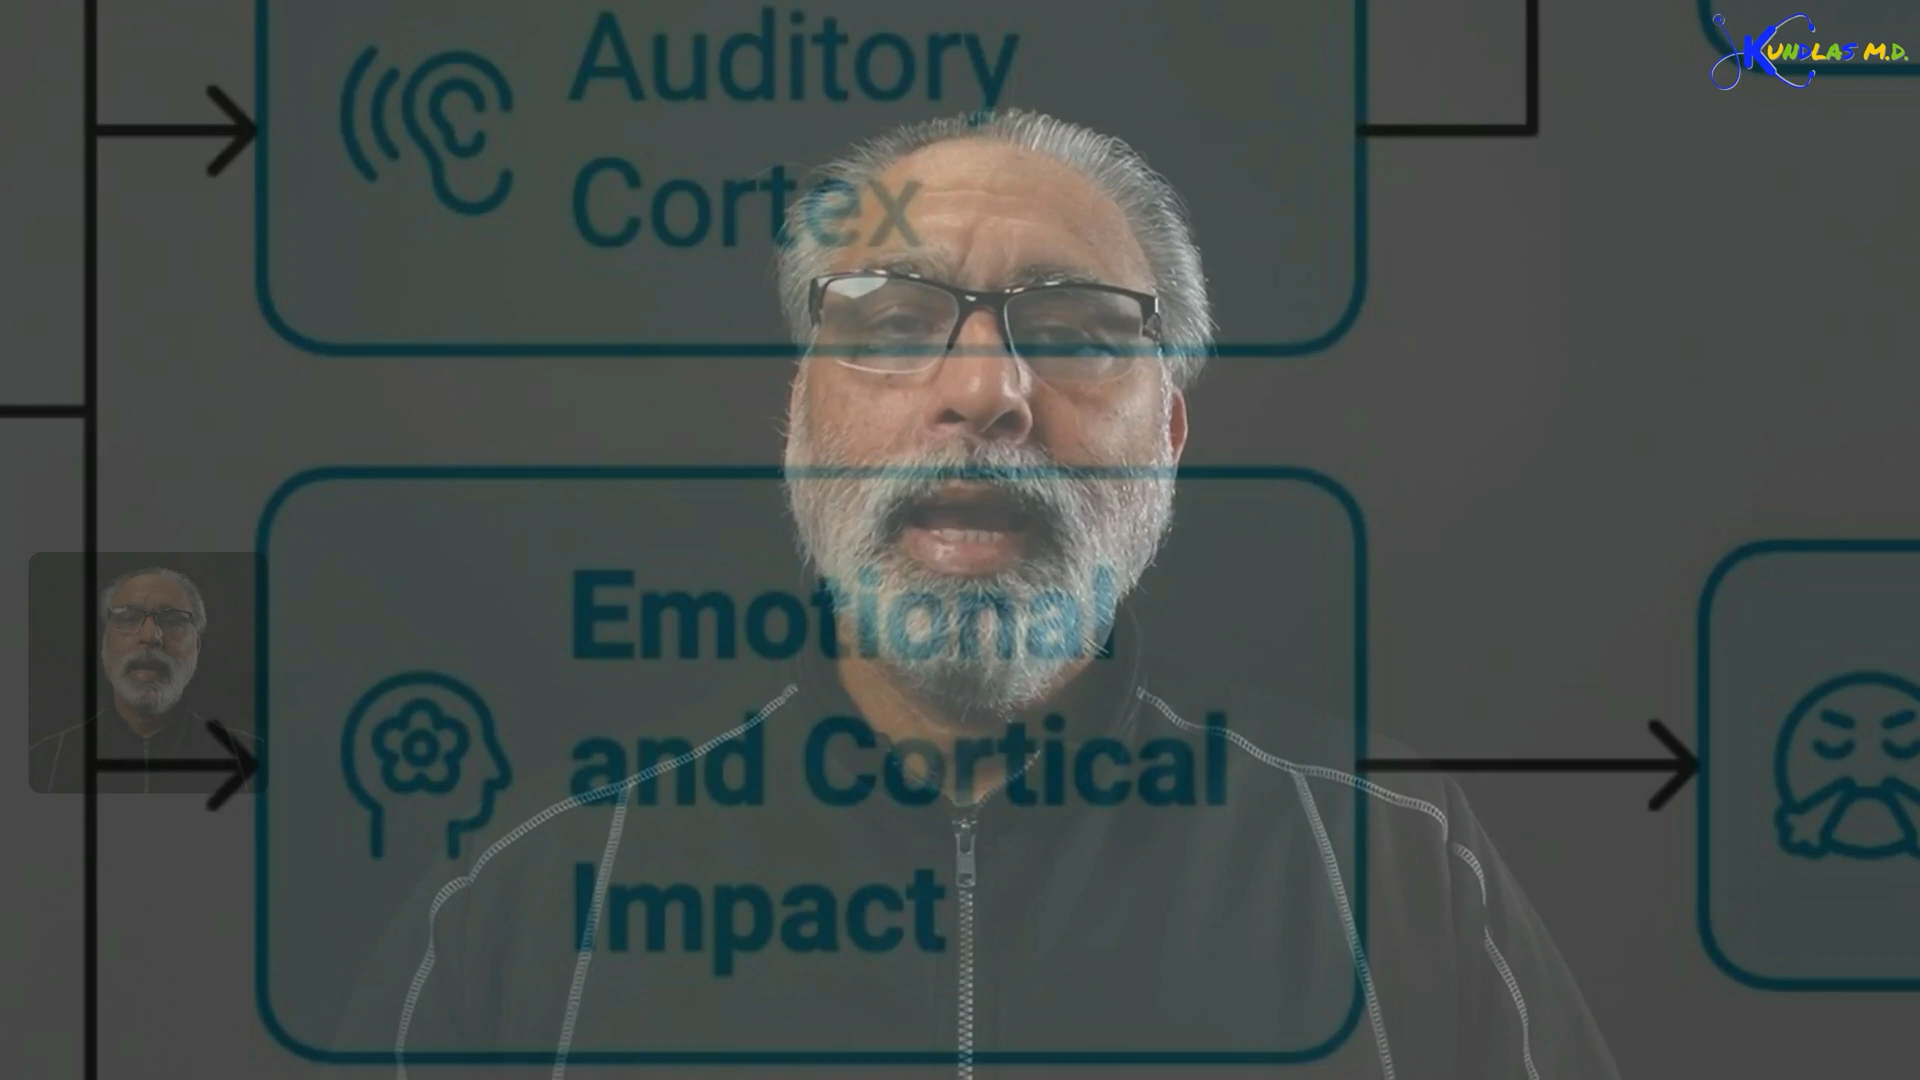 KUNDLAS M.D.
Auditory
Cortex
Emotional
and Cortical
Impact